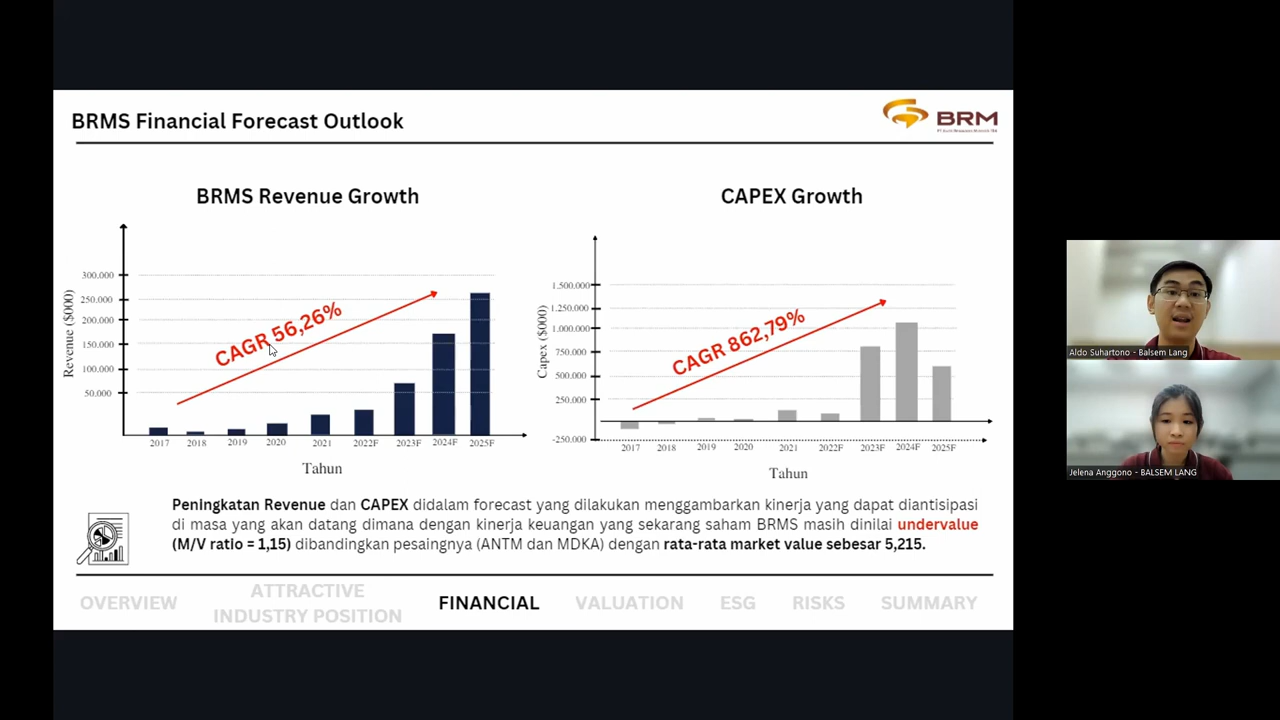 BRMS Financial Forecast Outlook
BRM
BRMS Revenue Growth
Revenue ($000)
300,000
250.000
200,000
150.000
100,000
50.000
CAGR 56,26%
2017 2018 2019 2020 2021 2022F 2023F 2024F 2025F
Tahun
CAPEX Growth
Capex ($000)
1,500.000
1.250.000
1.000.000
750.000
500.000
250.000
-250.000
CAGR 862,79%
2017 2018 2019 2020 2021 2022F 2023F 2024F 2025F
Tahun
Peningkatan Revenue dan CAPEX didalam forecast yang dilakukan menggambarkan kinerja yang dapat diantisipasi
di masa yang akan datang dimana dengan kinerja keuangan yang sekarang saham BRMS masih dinilai undervalue
(M/V ratio = 1,15) dibandingkan pesaingnya (ANTM dan MDKA) dengan rata-rata market value sebesar 5,215.
OVERVIEW
ATTRACTIVE
INDUSTRY POSITION
FINANCIAL
VALUATION
ESG
RISKS
SUMMARY
Aldo Suhartono - Balsem Lang
Jelena Anggono - BALSEM LANG